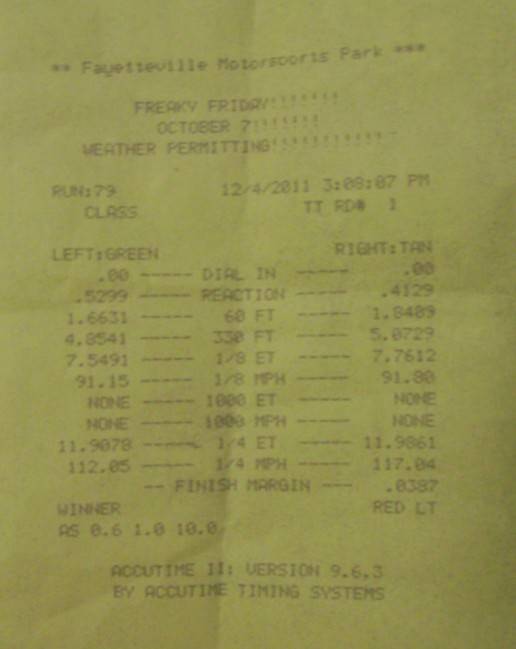 ** Fayetteville Motorsports Park ***
FREAKY FRIDAY!!!!!!!
OCTOBER 7!!!!!!!
WEATHER PERMITTING!!!!!!!!!!!!
RUN:79 12/4/2011 3:08:07 PM
CLASS TT RD# 1
LEFT:GREEN RIGHT:TAN
.00 ----- DIAL IN ----- .00
.5299 ----- REACTION ----- .4129
1.6631 ----- 60 FT ----- 1.8409
4.8541 ----- 330 FT ----- 5.0729
7.5491 ----- 1/8 ET ----- 7.7612
91.15 ----- 1/8 MPH ----- 91.80
NONE ----- 1000 ET ----- NONE
NONE ----- 1000 MPH ----- NONE
11.9078 ----- 1/4 ET ----- 11.9861
112.05 ----- 1/4 MPH ----- 117.04
-- FINISH MARGIN --- .0387
WINNER RED LT
AS 0.6 1.0 10.0
ACCUTIME II: VERSION 9.6.3
BY ACCUTIME TIMING SYSTEMS